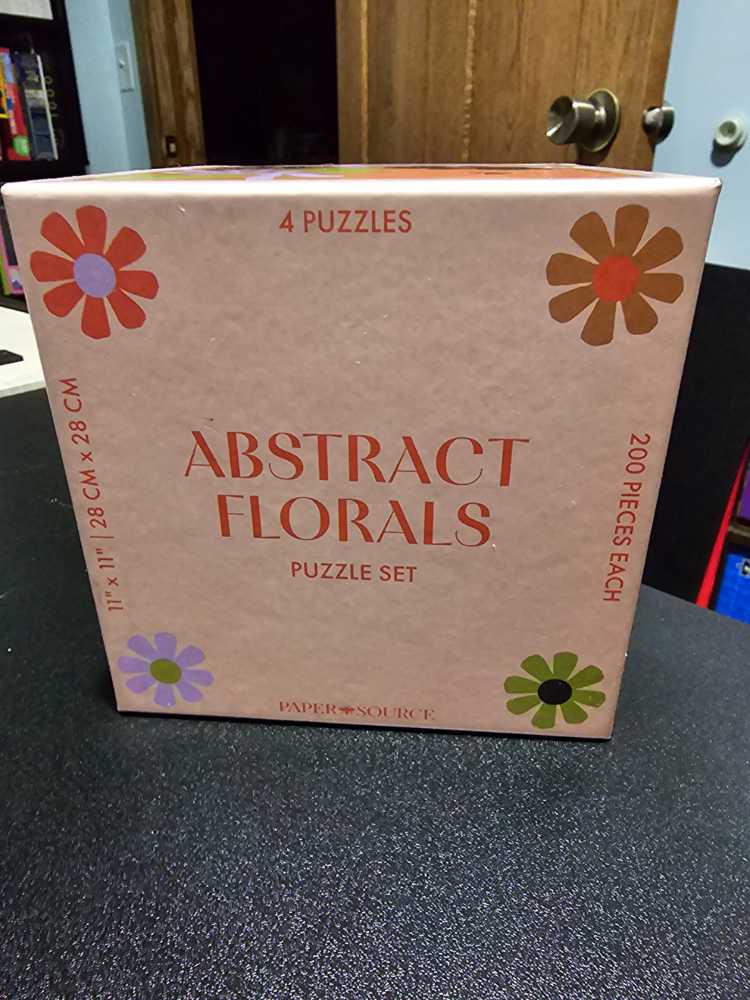 4 PUZZLES
11" x 11" | 28 CM x 28 CM
200 PIECES EACH
ABSTRACT
FLORALS
PUZZLE SET
PAPER SOURCE